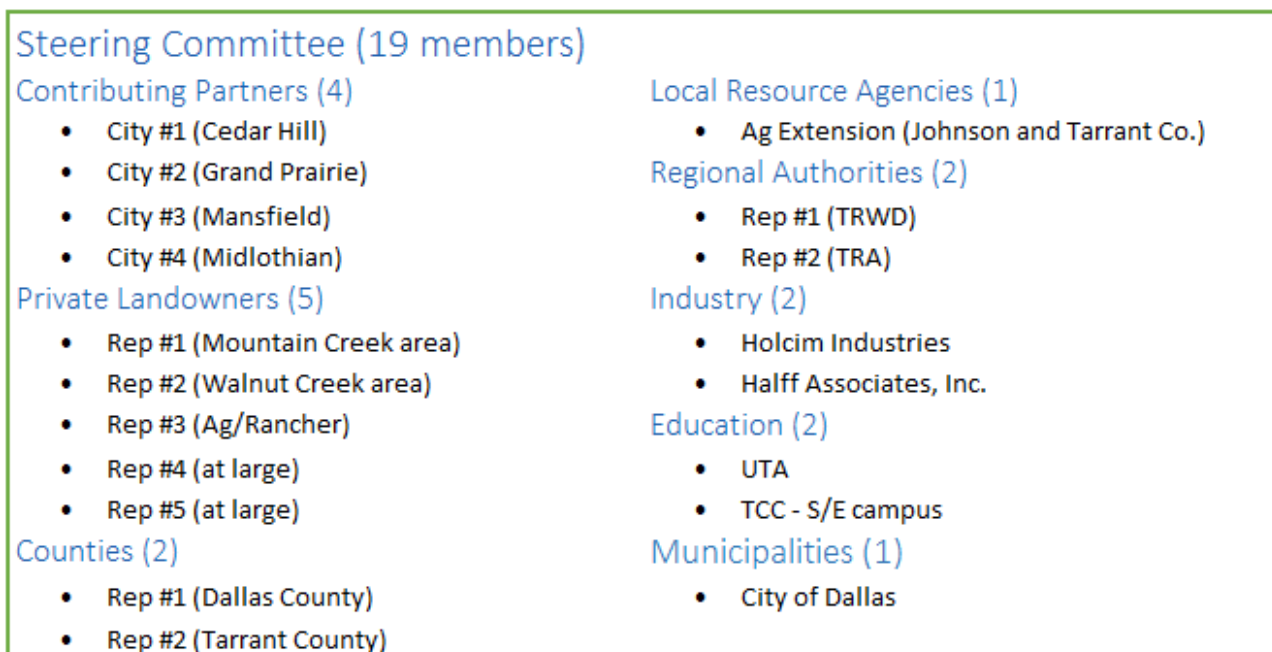 Steering Committee (19 members)
Contributing Partners (4)
• City #1 (Cedar Hill)
• City #2 (Grand Prairie)
• City #3 (Mansfield)
• City #4 (Midlothian)
Private Landowners (5)
• Rep #1 (Mountain Creek area)
• Rep #2 (Walnut Creek area)
• Rep #3 (Ag/Rancher)
• Rep #4 (at large)
• Rep #5 (at large)
Counties (2)
• Rep #1 (Dallas County)
• Rep #2 (Tarrant County)
Local Resource Agencies (1)
• Ag Extension (Johnson and Tarrant Co.)
Regional Authorities (2)
• Rep #1 (TRWD)
• Rep #2 (TRA)
Industry (2)
• Holcim Industries
• Halff Associates, Inc.
Education (2)
• UTA
• TCC - S/E campus
Municipalities (1)
• City of Dallas